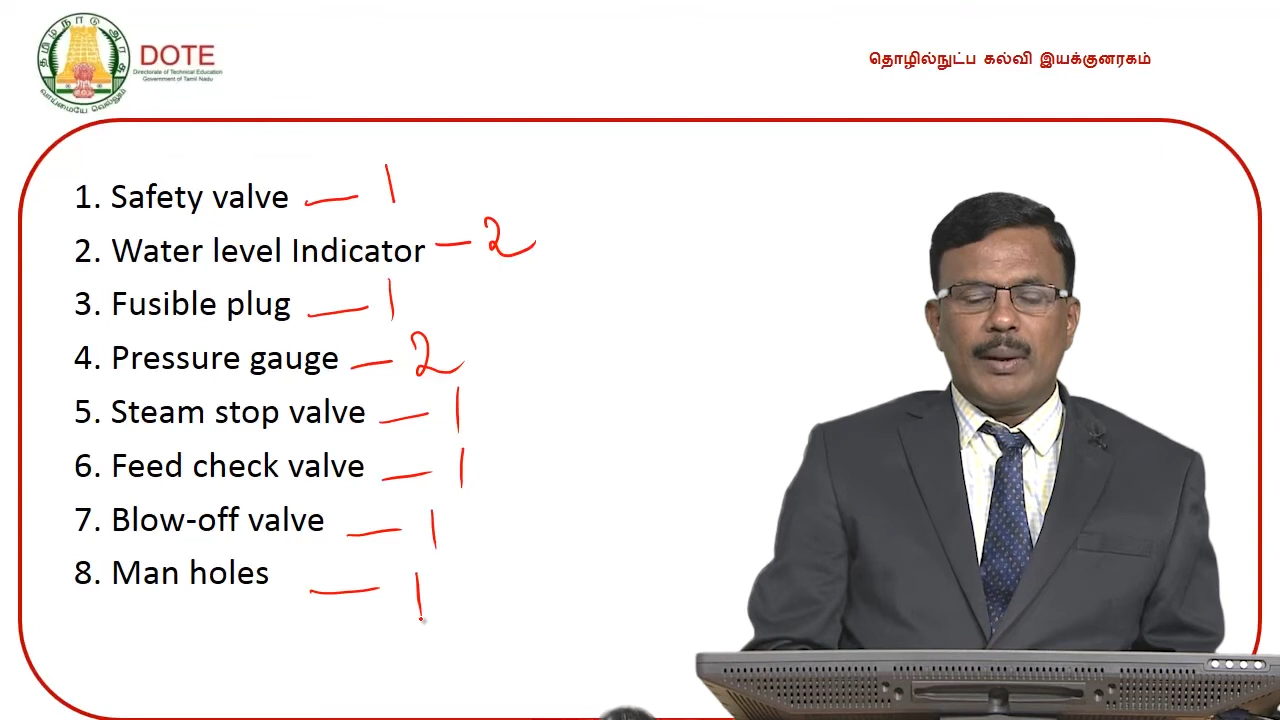 தமிழ்நாடு அரசு
வாய்மையே வெல்லும்
DOTE
Directorate of Technical Education
Government of Tamil Nadu
தொழில்நுட்ப கல்வி இயக்குனரகம்
1. Safety valve — 1
2. Water level Indicator — 2
3. Fusible plug — 1
4. Pressure gauge — 2
5. Steam stop valve — 1
6. Feed check valve — 1
7. Blow-off valve — 1
8. Man holes — 1